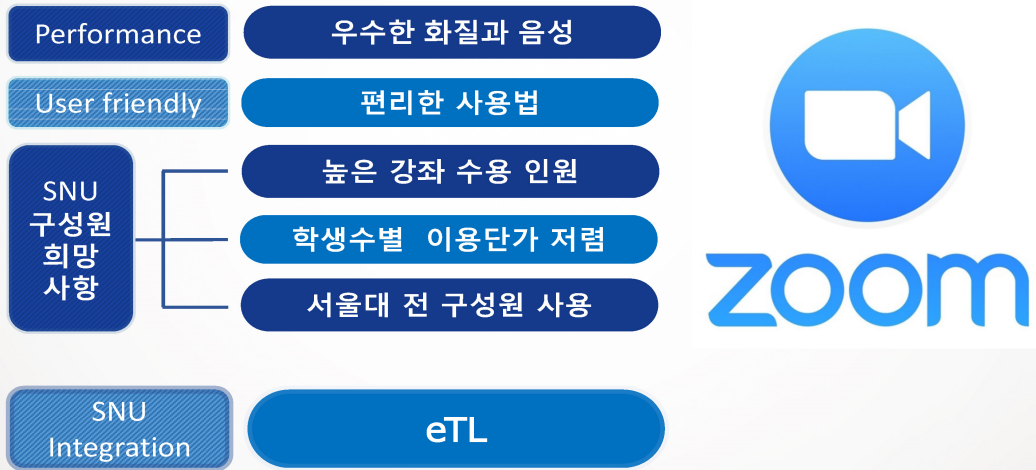 Performance
우수한 화질과 음성
User friendly
편리한 사용법
SNU
구성원
희망
사항
높은 강좌 수용 인원
학생수별 이용단가 저렴
서울대 전 구성원 사용
SNU
Integration
eTL
zoom